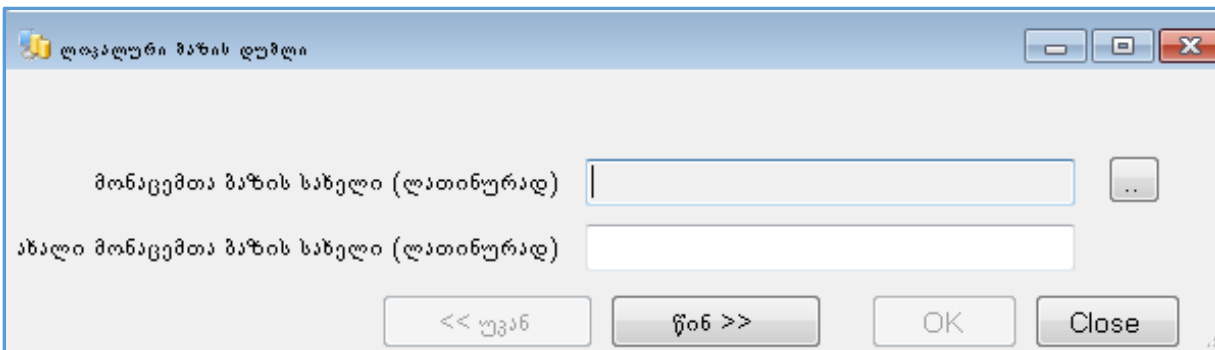 ლოკალური ბაზის დუბლი
მონაცემთა ბაზის სახელი (ლათინურად)
..
ახალი მონაცემთა ბაზის სახელი (ლათინურად)
<< უკან წინ >> OK Close